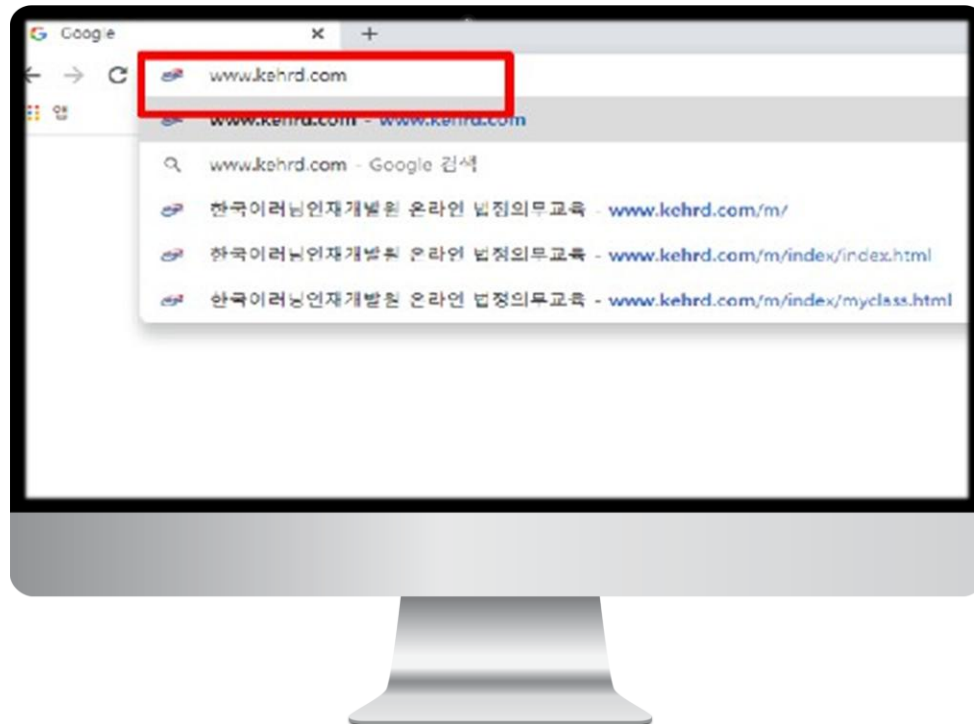 Google
www.kehrd.com
앱
www.kehrd.com - www.kehrd.com
www.kehrd.com - Google 검색
한국이러닝인재개발원 온라인 법정의무교육 - www.kehrd.com/m/
한국이러닝인재개발원 온라인 법정의무교육 - www.kehrd.com/m/index/index.html
한국이러닝인재개발원 온라인 법정의무교육 - www.kehrd.com/m/index/myclass.html